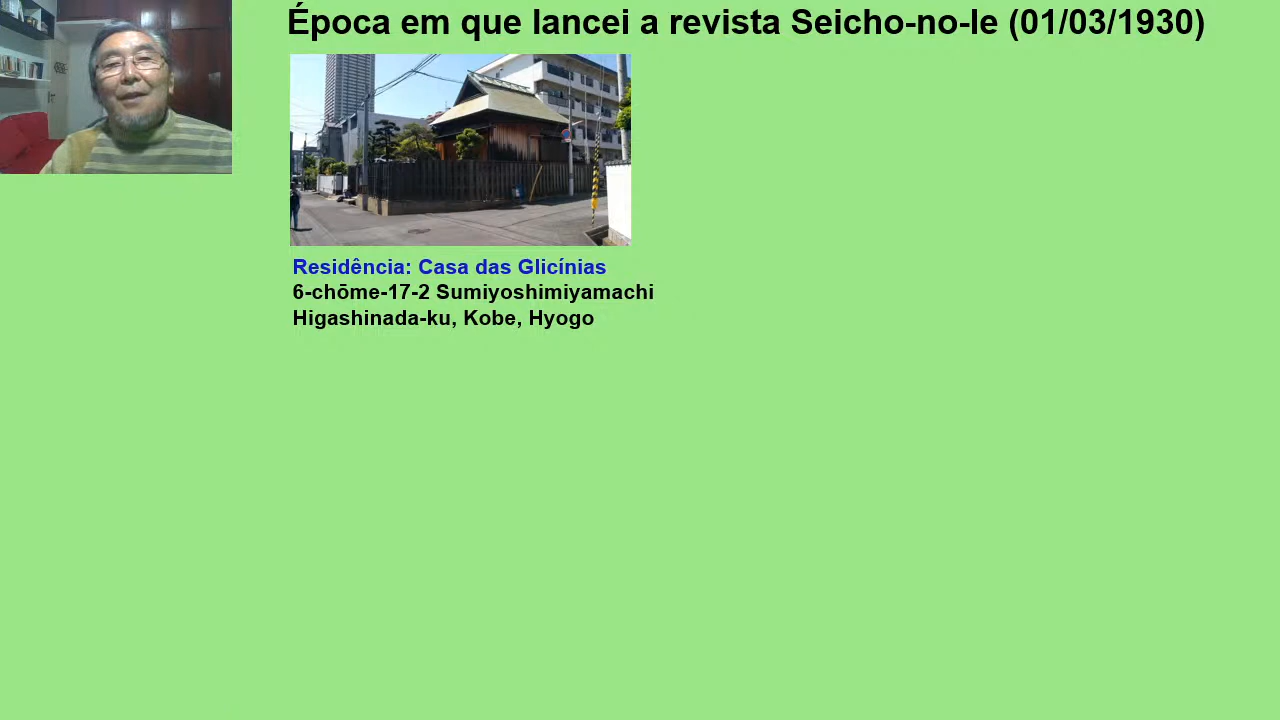 Época em que lancei a revista Seicho-no-Ie (01/03/1930)
Residência: Casa das Glicínias
6-chōme-17-2 Sumiyoshimiyamachi
Higashinada-ku, Kobe, Hyogo